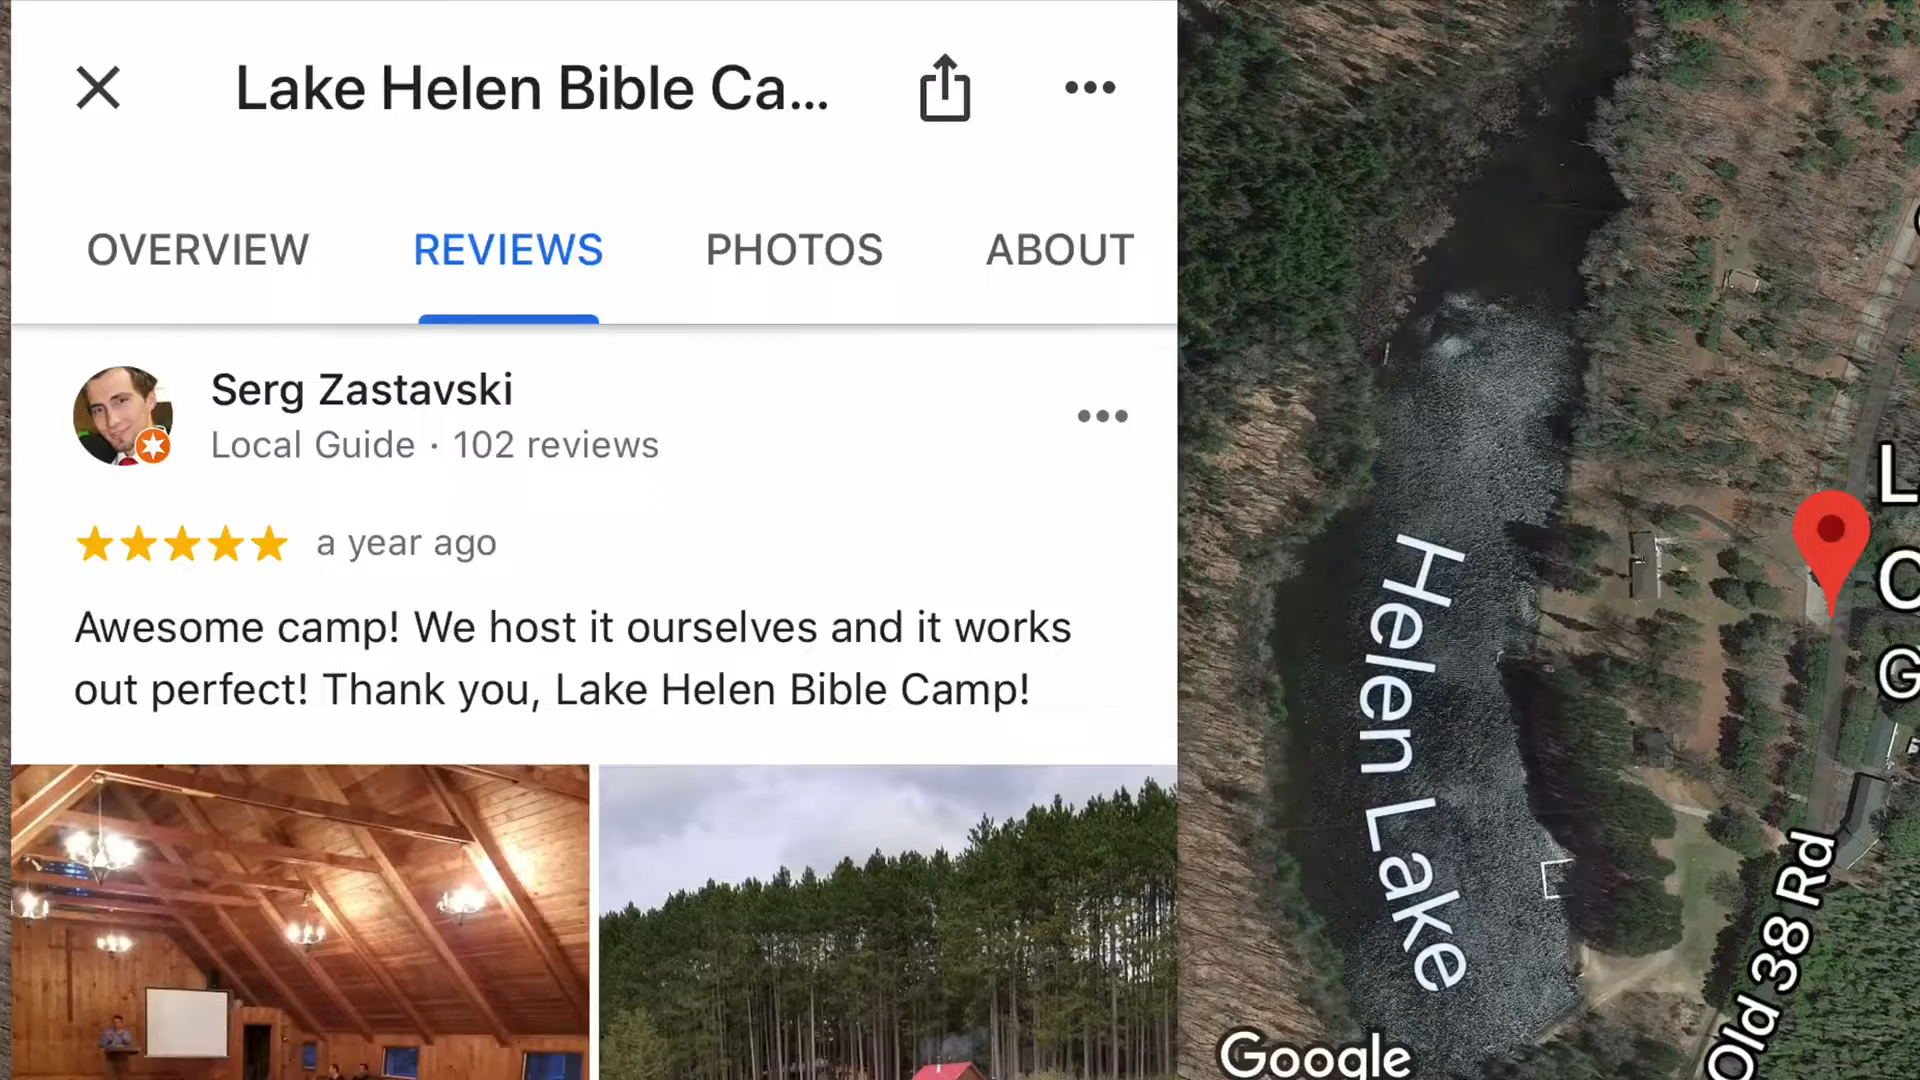 Lake Helen Bible Ca...
OVERVIEW
REVIEWS
PHOTOS
ABOUT
Serg Zastavski
Local Guide · 102 reviews
a year ago
Awesome camp! We host it ourselves and it works
out perfect! Thank you, Lake Helen Bible Camp!
Helen Lake
Old 38 Rd
Google
L
G